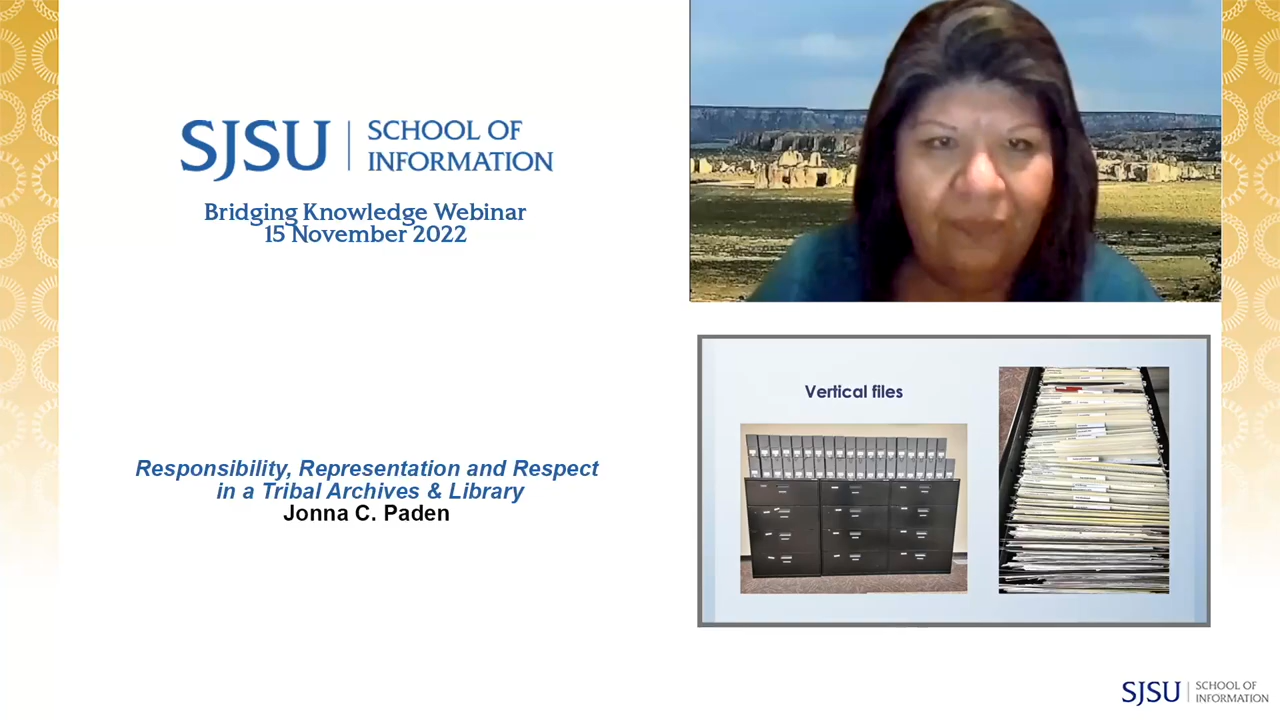 SJSU
SCHOOL OF
INFORMATION
Bridging Knowledge Webinar
15 November 2022
Responsibility, Representation and Respect
in a Tribal Archives & Library
Jonna C. Paden
Vertical files
SJSU
SCHOOL OF
INFORMATION